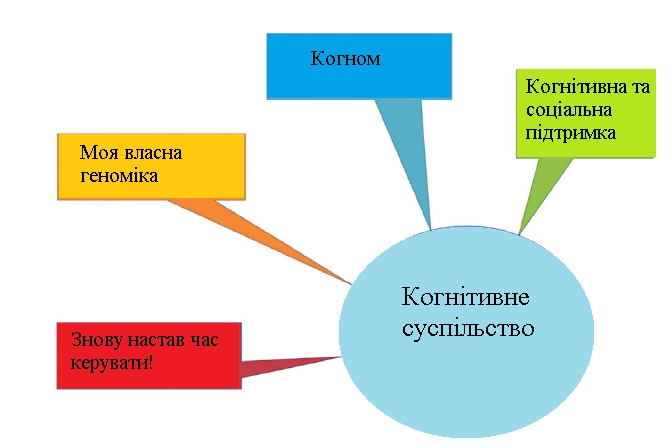 Когном
Когнітивна та
соціальна
підтримка
Моя власна
геноміка
Когнітивне
суспільство
Знову настав час
керувати!